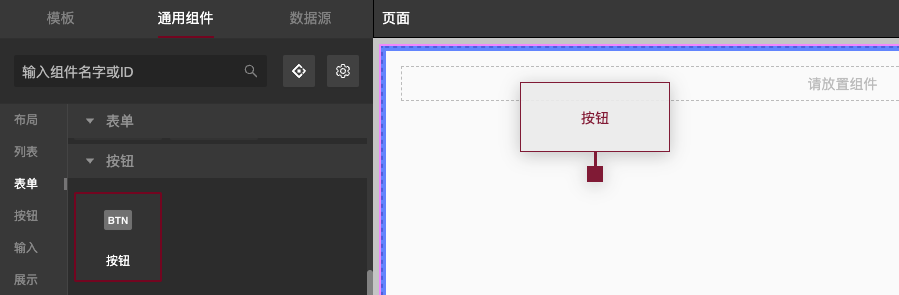 模板 通用组件 数据源 页面
输入组件名字或ID
请放置组件
按钮
布局
列表
表单
按钮
输入
展示
表单
按钮
BTN
按钮